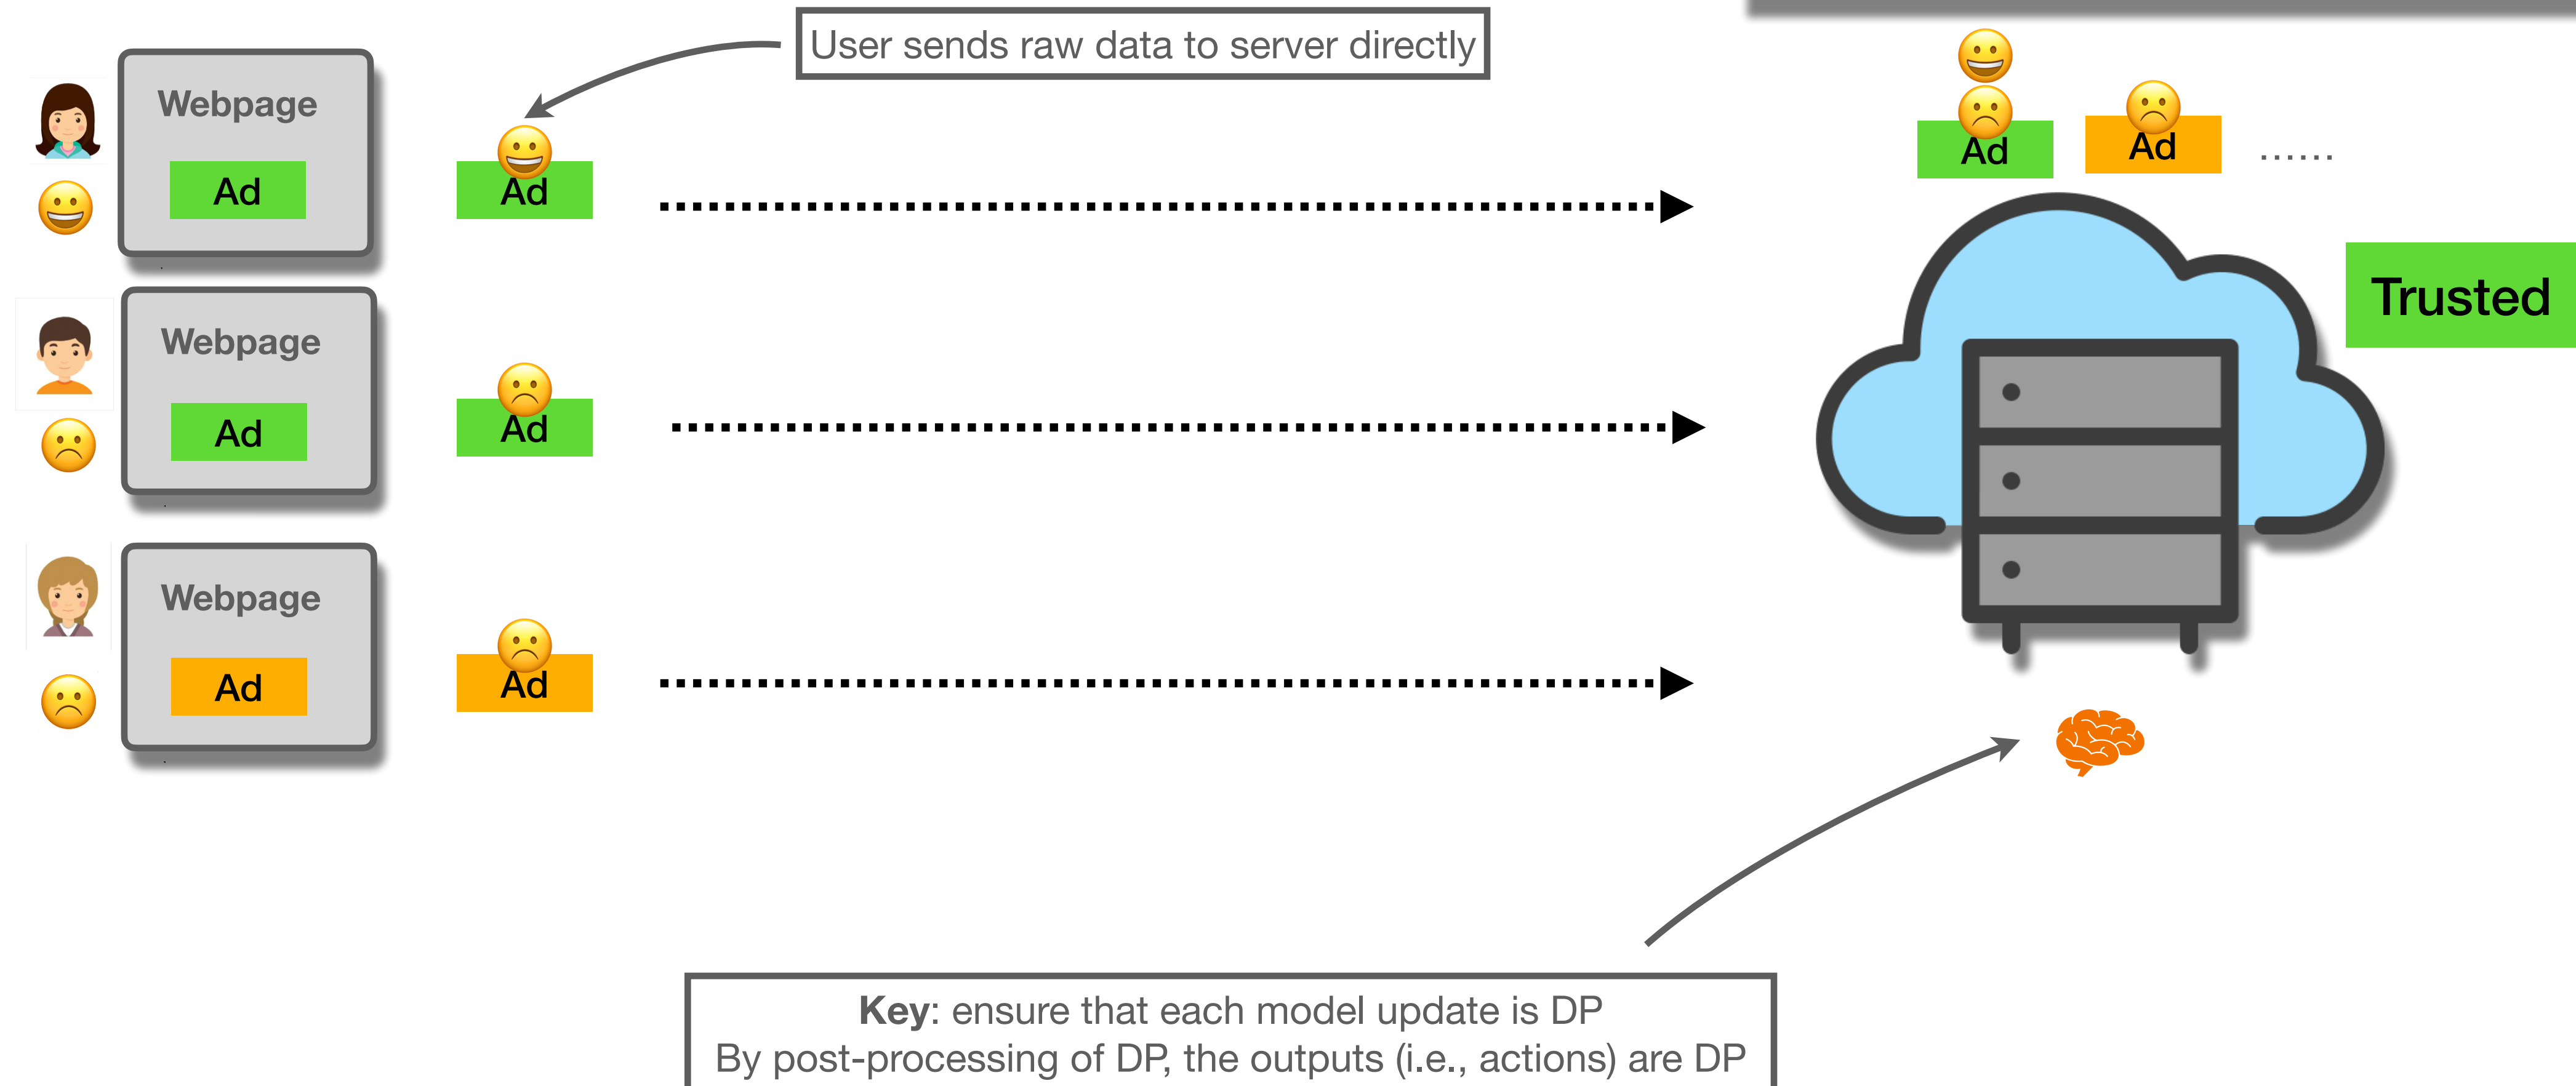 User sends raw data to server directly
Webpage
Ad
Ad
Ad
Ad
......
Trusted
Webpage
Ad
Ad
Webpage
Ad
Ad
Key: ensure that each model update is DP
By post-processing of DP, the outputs (i.e., actions) are DP